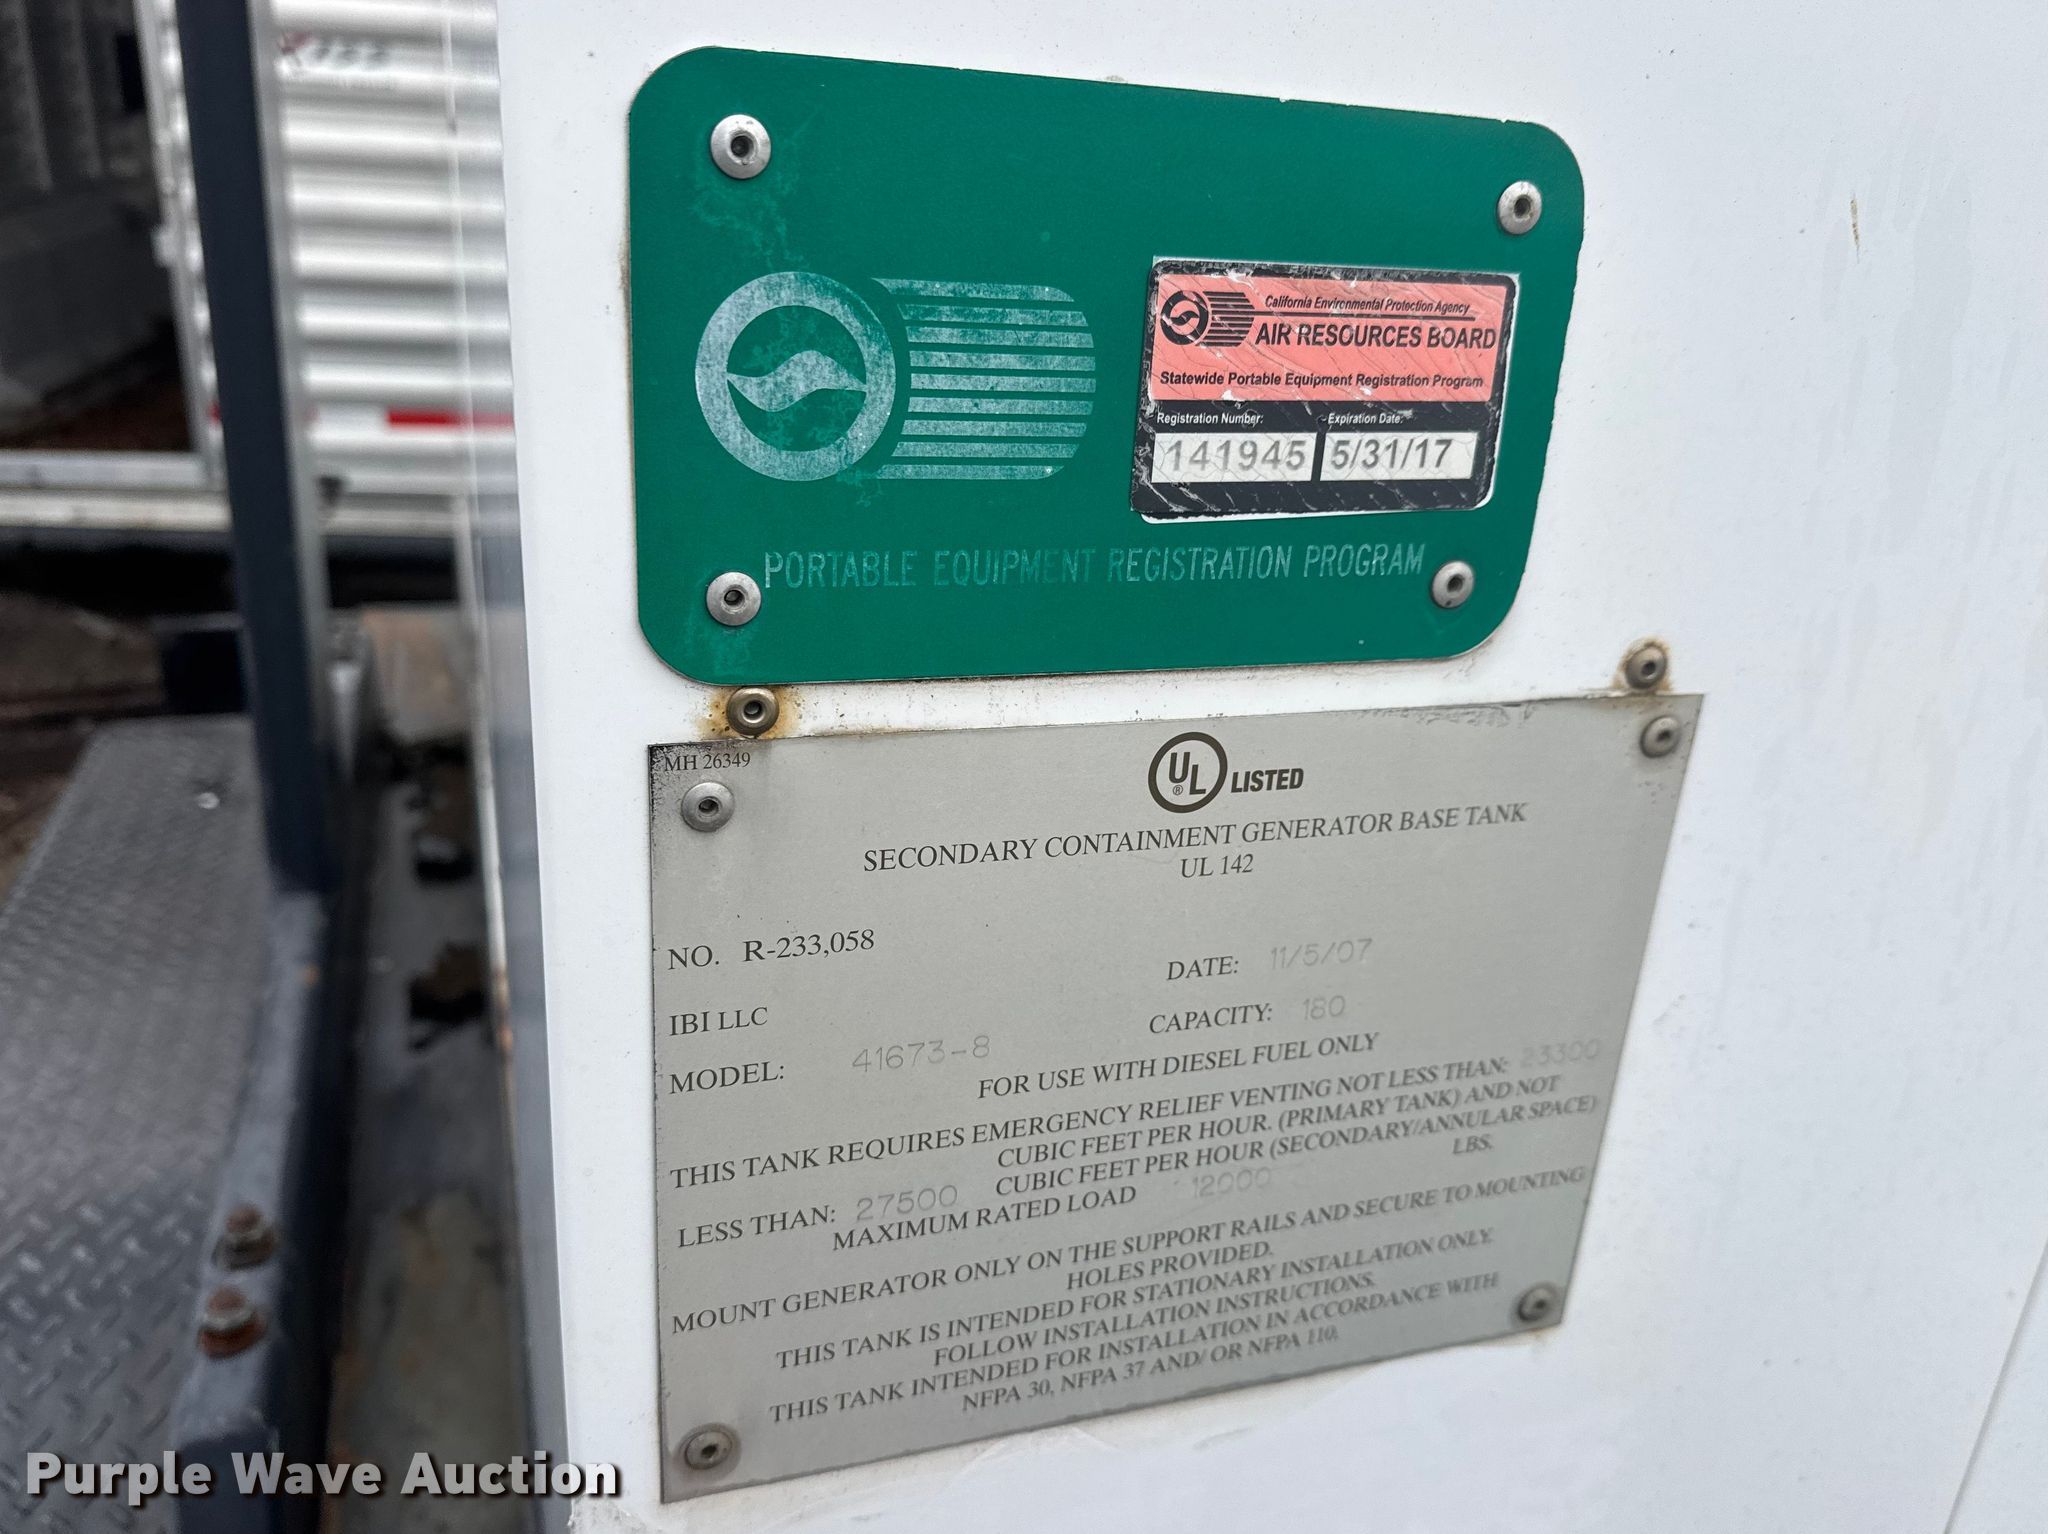 California Environmental Protection Agency
AIR RESOURCES BOARD
Statewide Portable Equipment Registration Program
Registration Number: Expiration Date:
141945 5/31/17
PORTABLE EQUIPMENT REGISTRATION PROGRAM
MH 26349
UL® LISTED
SECONDARY CONTAINMENT GENERATOR BASE TANK
UL 142
NO. R-233,058
DATE: 11/5/07
IBI LLC
CAPACITY: 180
MODEL: 41673-8
FOR USE WITH DIESEL FUEL ONLY
THIS TANK REQUIRES EMERGENCY RELIEF VENTING NOT LESS THAN: 23300
CUBIC FEET PER HOUR. (PRIMARY TANK) AND NOT
LESS THAN: 27500 CUBIC FEET PER HOUR (SECONDARY/ANNULAR SPACE)
MAXIMUM RATED LOAD 12000 LBS.
MOUNT GENERATOR ONLY ON THE SUPPORT RAILS AND SECURE TO MOUNTING
HOLES PROVIDED.
THIS TANK IS INTENDED FOR STATIONARY INSTALLATION ONLY.
FOLLOW INSTALLATION INSTRUCTIONS.
THIS TANK INTENDED FOR INSTALLATION IN ACCORDANCE WITH
NFPA 30, NFPA 37 AND/ OR NFPA 110.
Purple Wave Auction